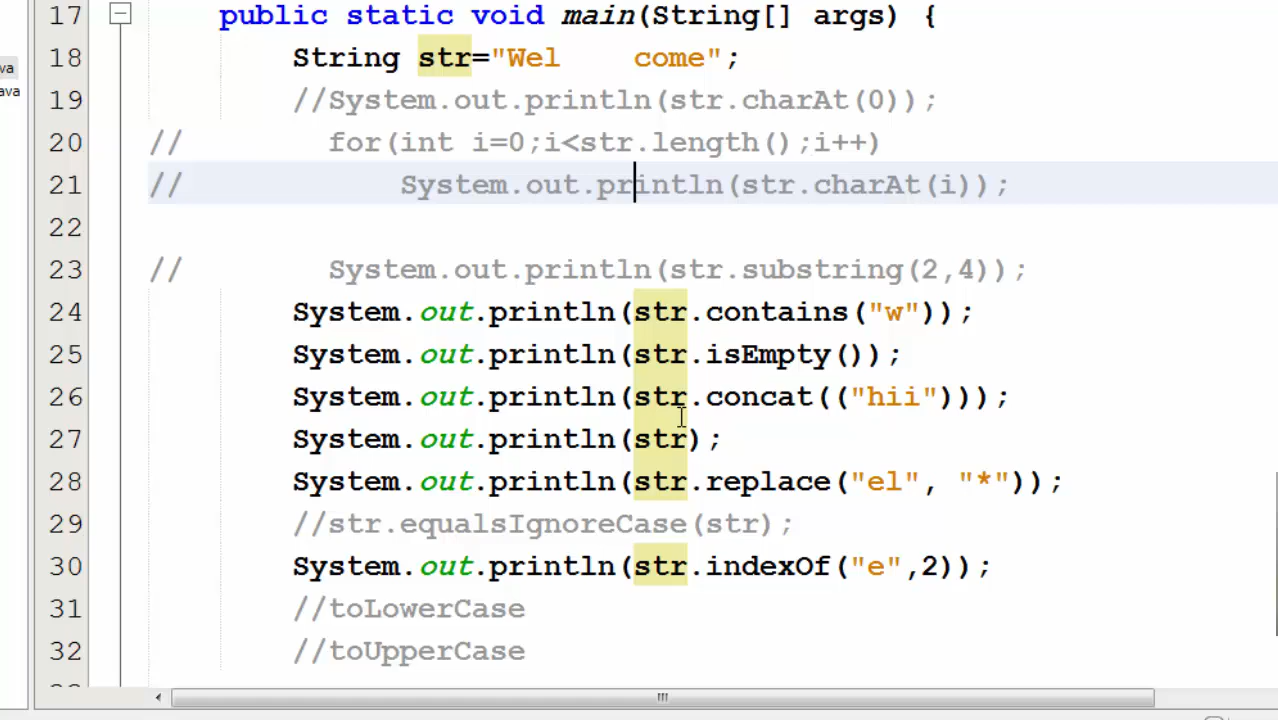 17 public static void main(String[] args) {
va
18 String str="Wel    come";
ava
19 //System.out.println(str.charAt(0));
20 //        for(int i=0;i<str.length();i++)
21 //            System.out.println(str.charAt(i));
22
23 //        System.out.println(str.substring(2,4));
24 System.out.println(str.contains("w"));
25 System.out.println(str.isEmpty());
26 System.out.println(str.concat(("hii")));
27 System.out.println(str);
28 System.out.println(str.replace("el", "*"));
29 //str.equalsIgnoreCase(str);
30 System.out.println(str.indexOf("e",2));
31 //toLowerCase
32 //toUpperCase